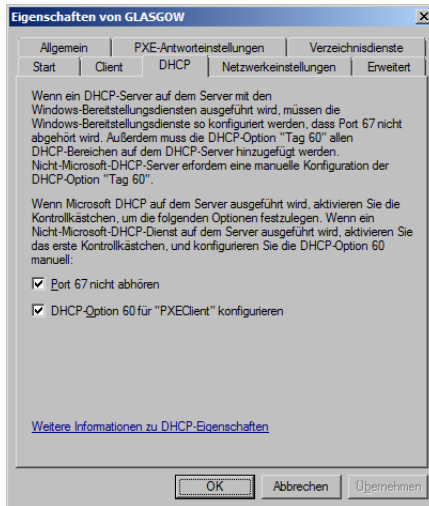 Eigenschaften von GLASGOW
Allgemein PXE-Antworteinstellungen Verzeichnisdienste
Start Client DHCP Netzwerkeinstellungen Erweitert
Wenn ein DHCP-Server auf dem Server mit den
Windows-Bereitstellungsdiensten ausgeführt wird, müssen die
Windows-Bereitstellungsdienste so konfiguriert werden, dass Port 67 nicht
abgehört wird. Außerdem muss die DHCP-Option "Tag 60" allen
DHCP-Bereichen auf dem DHCP-Server hinzugefügt werden.
Nicht-Microsoft-DHCP-Server erfordern eine manuelle Konfiguration der
DHCP-Option "Tag 60".
Wenn Microsoft DHCP auf dem Server ausgeführt wird, aktivieren Sie die
Kontrollkästchen, um die folgenden Optionen festzulegen. Wenn ein
Nicht-Microsoft-DHCP-Dienst auf dem Server ausgeführt wird, aktivieren Sie
das erste Kontrollkästchen, und konfigurieren Sie die DHCP-Option 60
manuell:
Port 67 nicht abhören
DHCP-Option 60 für "PXEClient" konfigurieren
Weitere Informationen zu DHCP-Eigenschaften
OK Abbrechen Übernehmen